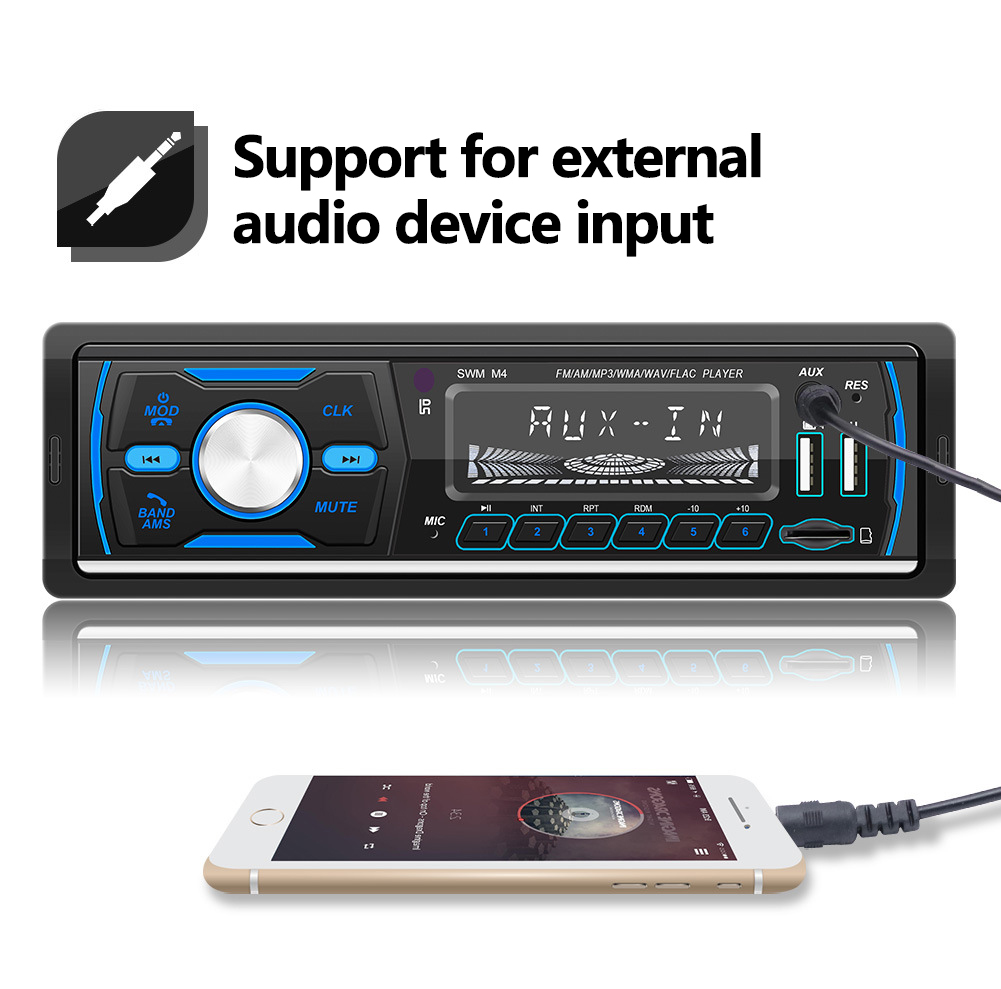 Support for external
audio device input
SWM M4
FM/AM/MP3/WMA/WAV/FLAC PLAYER
AUX
RES
MOD
CLK
AUX-IN
BAND
AMS
MUTE
MIC
INT
RPT
RDM
-10
+10
1
2
3
4
5
6